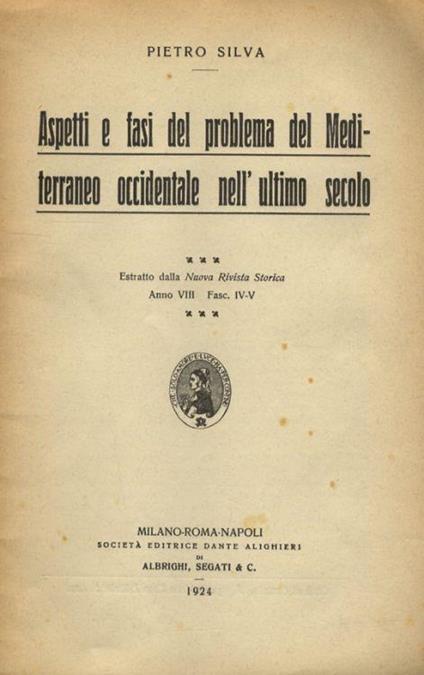 PIETRO SILVA
Aspetti e fasi del problema del Medi-
terraneo occidentale nell' ultimo secolo
Estratto dalla Nuova Rivista Storica
Anno VIII Fasc. IV-V
MILANO-ROMA-NAPOLI
SOCIETÀ EDITRICE DANTE ALIGHIERI
DI
ALBRIGHI, SEGATI & C.
1924